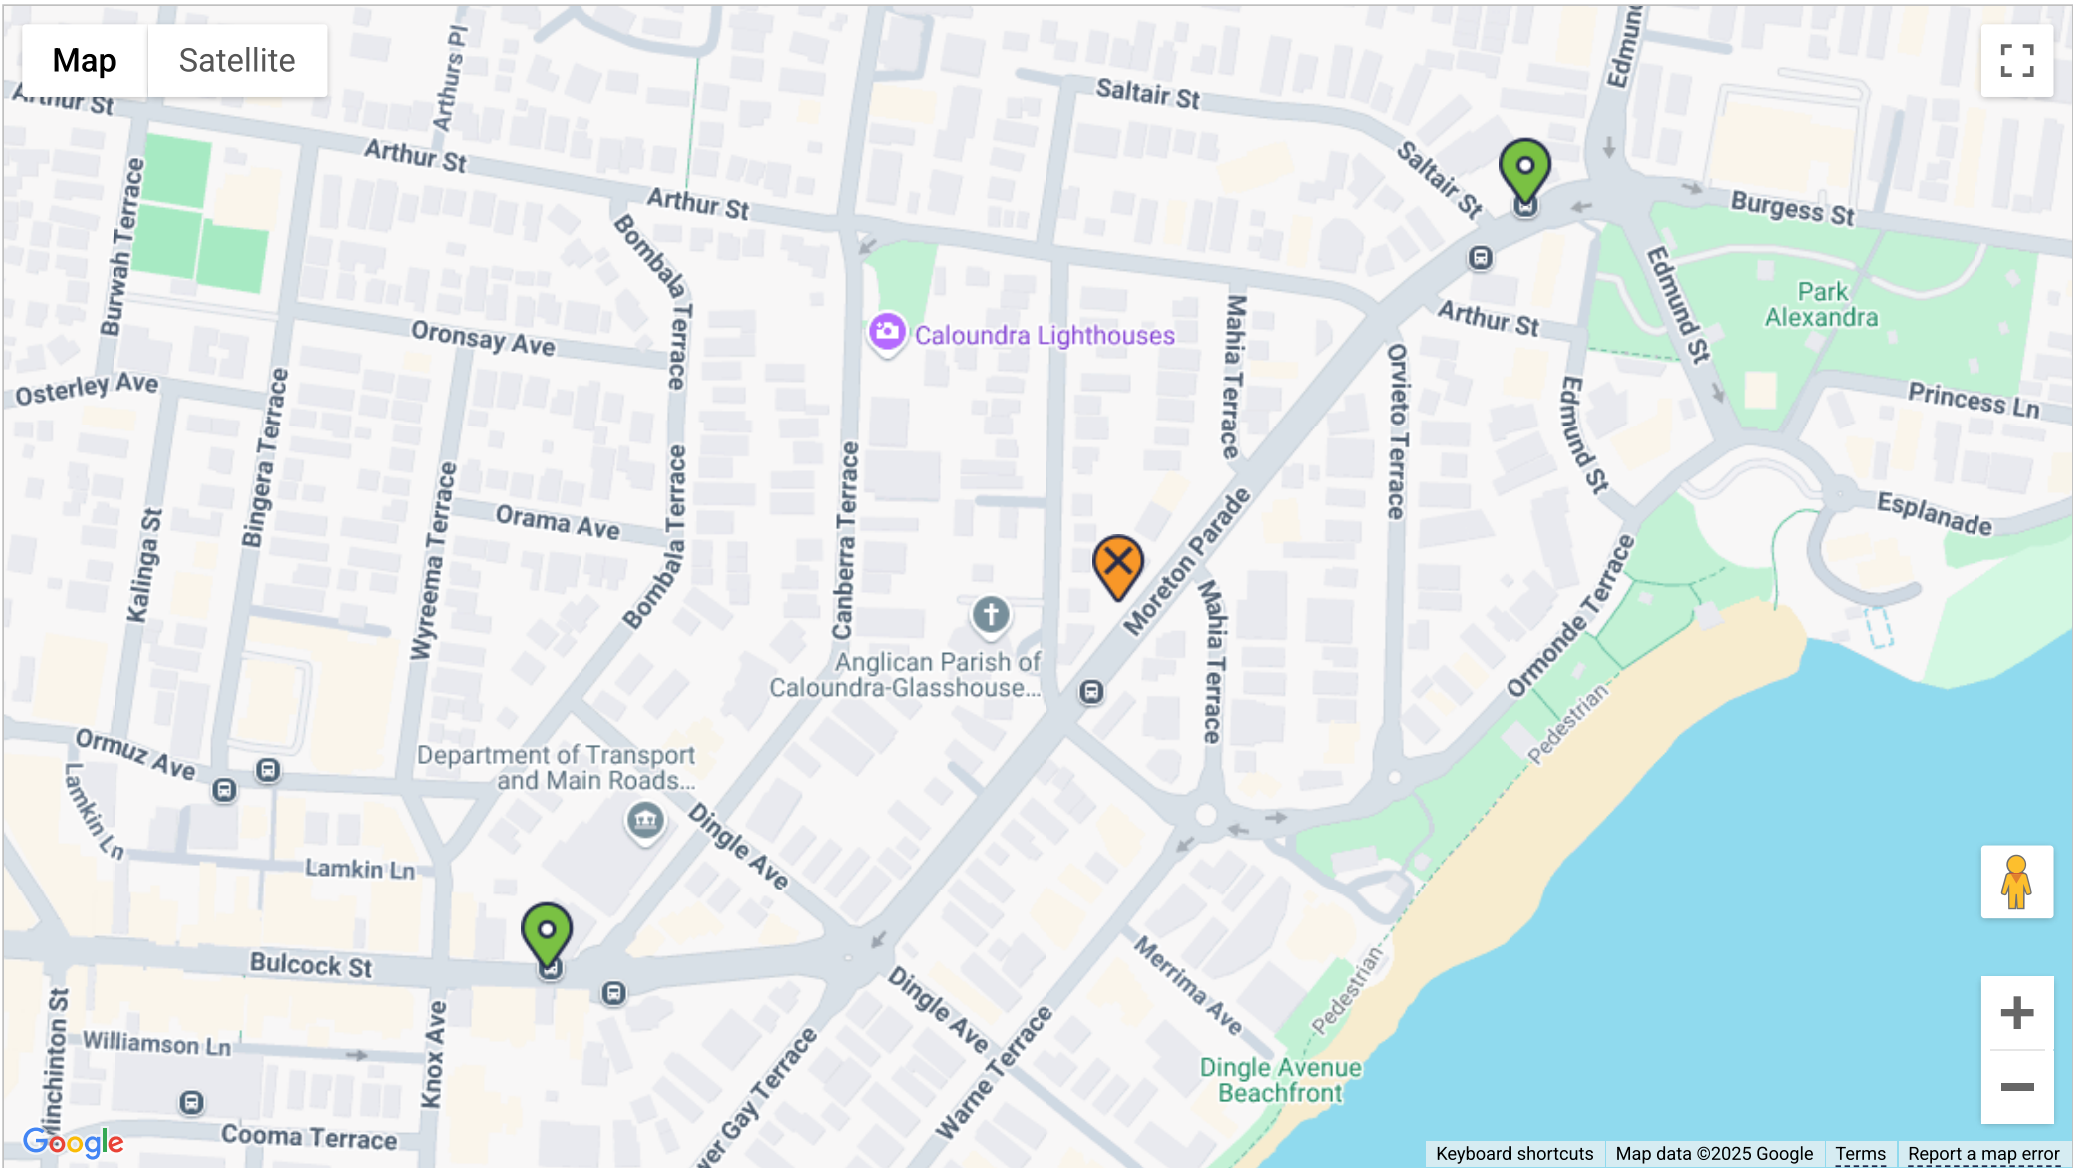 Map
Satellite
Arthur St
Arthurs Pl
Arthur St
Arthur St
Saltair St
Saltair St
Burgess St
Edmund St
Park
Alexandra
Arthur St
Princess Ln
Burwah Terrace
Bombala Terrace
Oronsay Ave
Caloundra Lighthouses
Mahia Terrace
Orvieto Terrace
Edmund St
Osterley Ave
Bingera Terrace
Kalinga St
Wyreema Terrace
Orama Ave
Bombala Terrace
Canberra Terrace
Moreton Parade
Esplanade
Ormonde Terrace
Mahia Terrace
Anglican Parish of
Caloundra-Glasshouse...
Pedestrian
Ormuz Ave
Lamkin Ln
Department of Transport
and Main Roads...
Dingle Ave
Lamkin Ln
Bulcock St
Dingle Ave
Merrima Ave
Pedestrian
Williamson Ln
Minchinton St
Knox Ave
Warne Terrace
Dingle Avenue
Beachfront
Cooma Terrace
Google
Keyboard shortcuts
Map data ©2025 Google
Terms
Report a map error